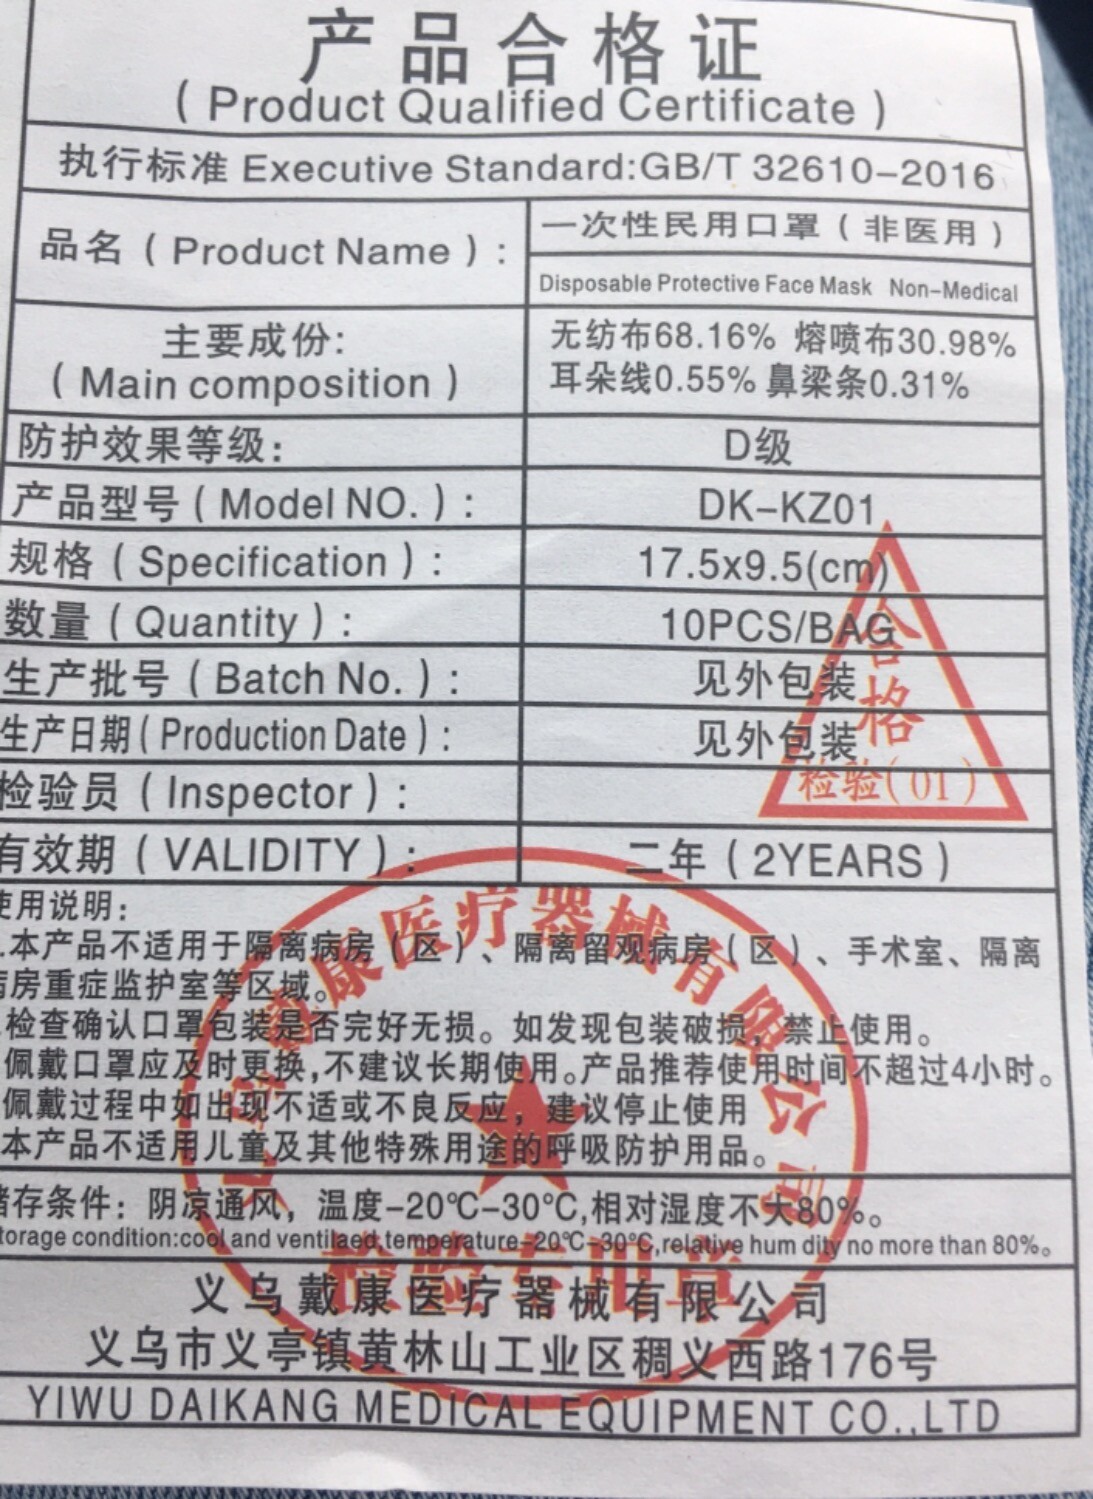 产品合格证
( Product Qualified Certificate )
执行标准 Executive Standard:GB/T 32610-2016
品名 ( Product Name ) :
一次性民用口罩 ( 非医用 )
Disposable Protective Face Mask Non-Medical
主要成份:
( Main composition )
无纺布68.16% 熔喷布30.98%
耳朵线0.55% 鼻梁条0.31%
防护效果等级:
D级
产品型号 ( Model NO. ) :
DK-KZ01
规格 ( Specification ) :
17.5x9.5(cm)
数量 ( Quantity ) :
10PCS/BAG
生产批号 ( Batch No. ) :
见外包装
生产日期 ( Production Date ) :
见外包装
检验员 ( Inspector ) :
合格
检验(01)
有效期 ( VALIDITY ) :
二年 ( 2YEARS )
使用说明:
.本产品不适用于隔离病房 ( 区 ) 、隔离留观病房 ( 区 ) 、手术室、隔离
病房重症监护室等区域。
.检查确认口罩包装是否完好无损。如发现包装破损,禁止使用。
佩戴口罩应及时更换,不建议长期使用。产品推荐使用时间不超过4小时。
佩戴过程中如出现不适或不良反应，建议停止使用
本产品不适用儿童及其他特殊用途的呼吸防护用品。
储存条件：阴凉通风，温度-20℃-30℃,相对湿度不大80%。
torage condition:cool and ventilaed,temperature-20℃-30℃,relative hum dity no more than 80%。
义乌戴康医疗器械有限公司
检验专用章
义乌戴康医疗器械有限公司
义乌市义亭镇黄林山工业区稠义西路176号
YIWU DAIKANG MEDICAL EQUIPMENT CO.,LTD